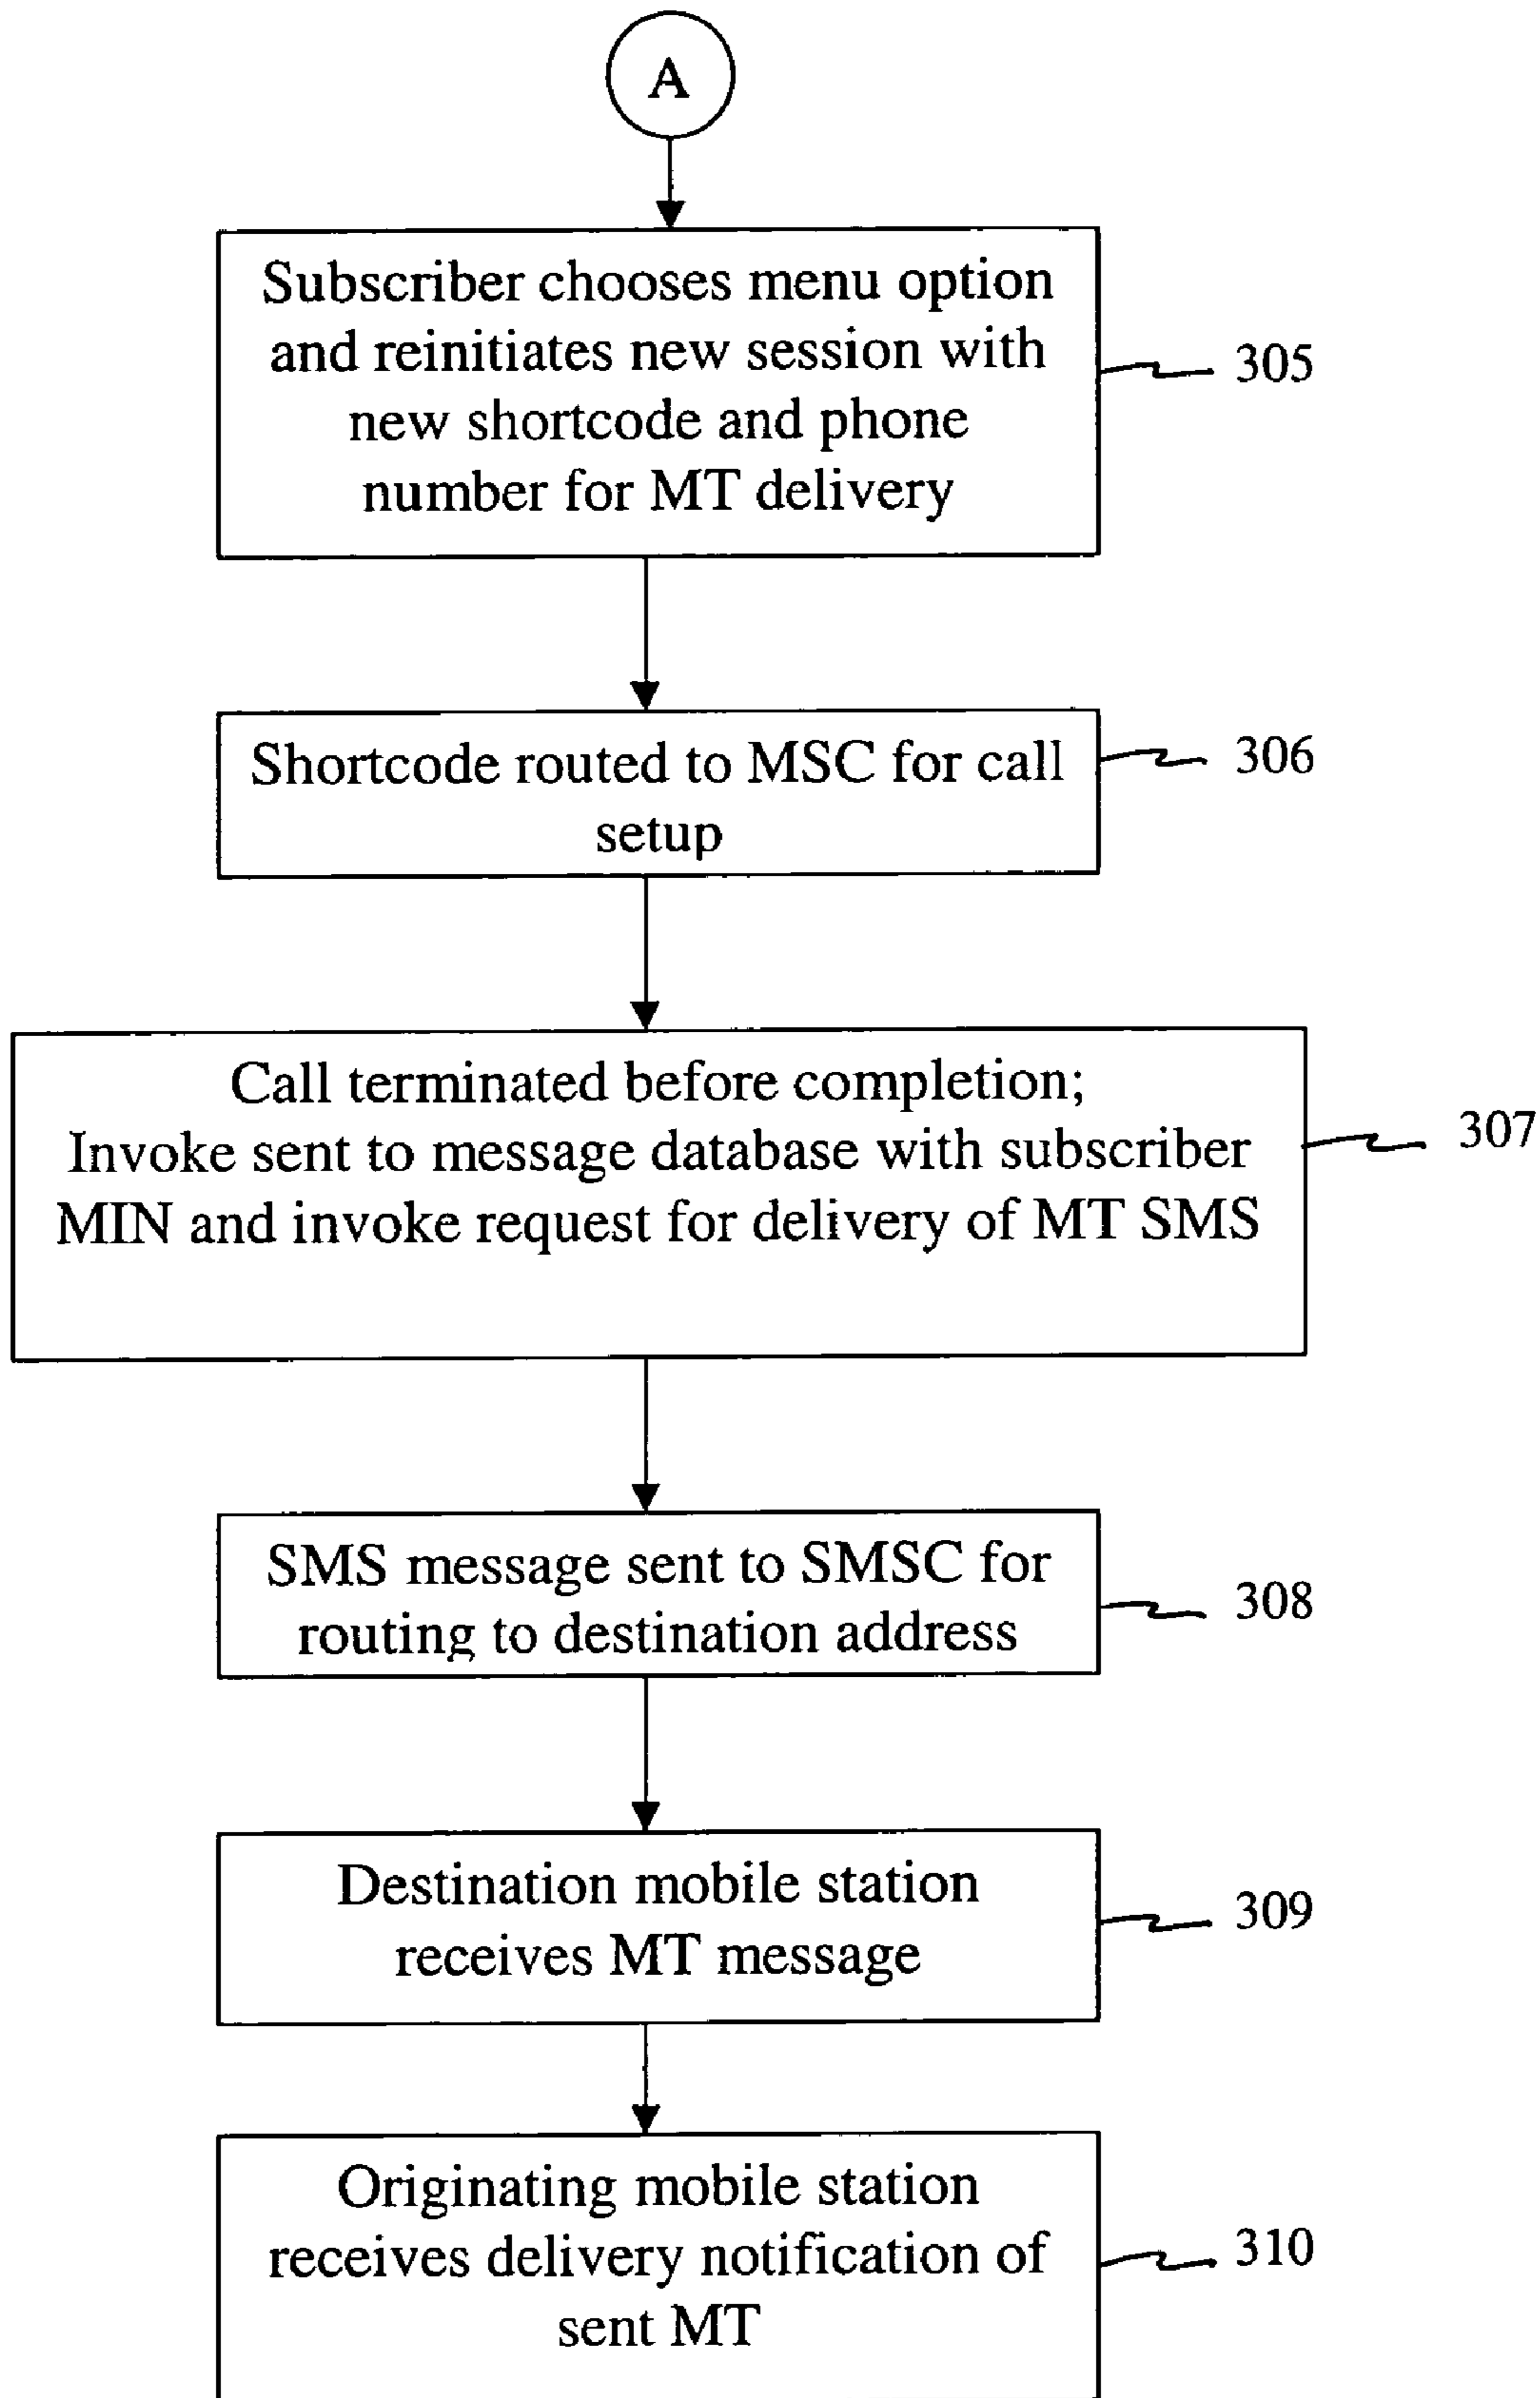 A
Subscriber chooses menu option
and reinitiates new session with
new shortcode and phone
number for MT delivery
305
Shortcode routed to MSC for call
setup
306
Call terminated before completion;
Invoke sent to message database with subscriber
MIN and invoke request for delivery of MT SMS
307
SMS message sent to SMSC for
routing to destination address
308
Destination mobile station
receives MT message
309
Originating mobile station
receives delivery notification of
sent MT
310